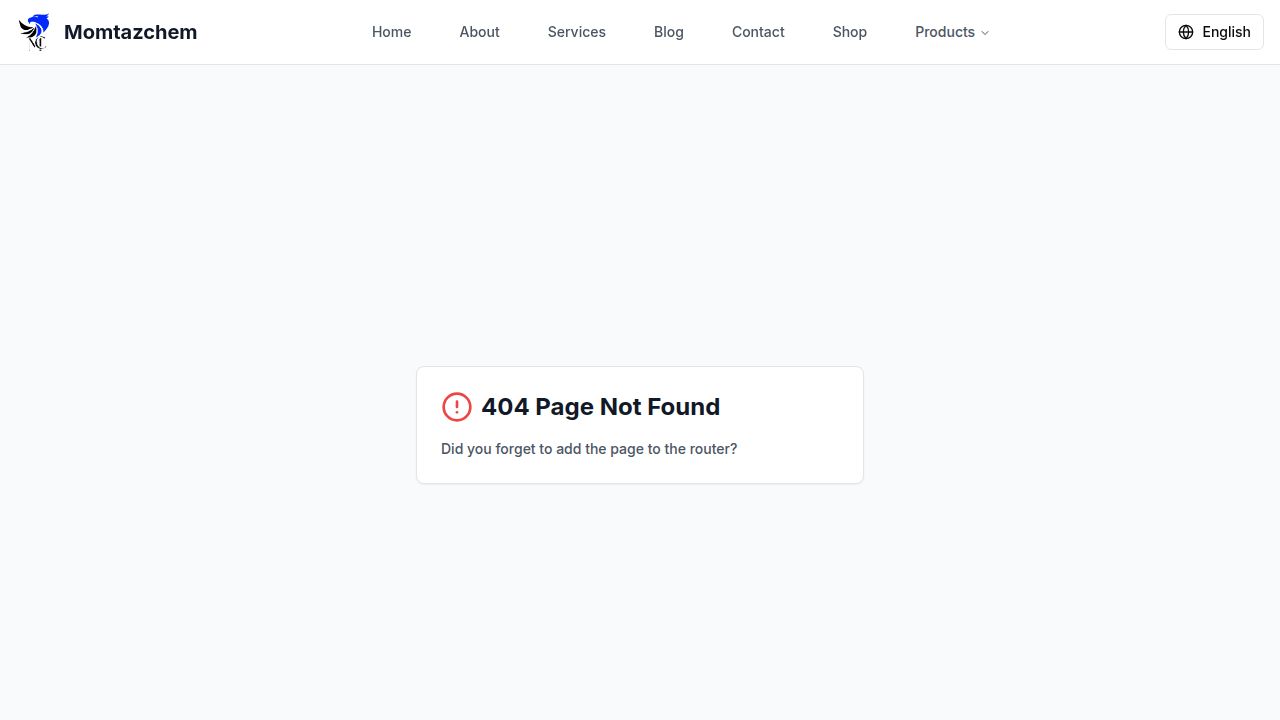 Momtazchem
Home
About
Services
Blog
Contact
Shop
Products
English
404 Page Not Found
Did you forget to add the page to the router?